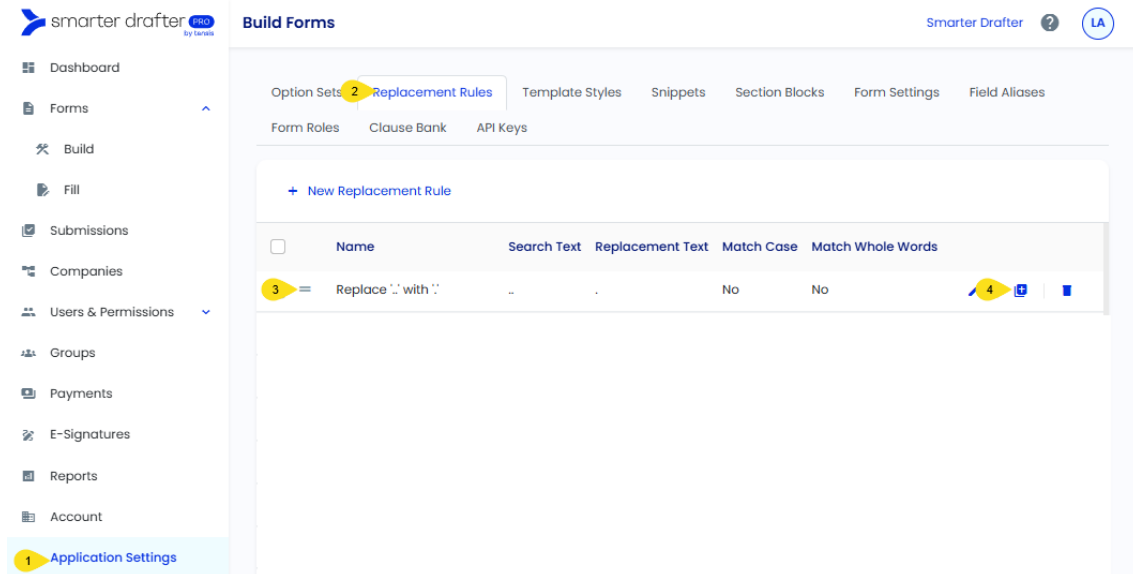 smarter drafter PRO
by tensis
Build Forms
Smarter Drafter
?
LA
Dashboard
Forms
Build
Fill
Submissions
Companies
Users & Permissions
Groups
Payments
E-Signatures
Reports
Account
1 Application Settings
Option Sets 2 Replacement Rules Template Styles Snippets Section Blocks Form Settings Field Aliases
Form Roles Clause Bank API Keys
+ New Replacement Rule
Name Search Text Replacement Text Match Case Match Whole Words
3 Replace '..' with '.' .. . No No 4